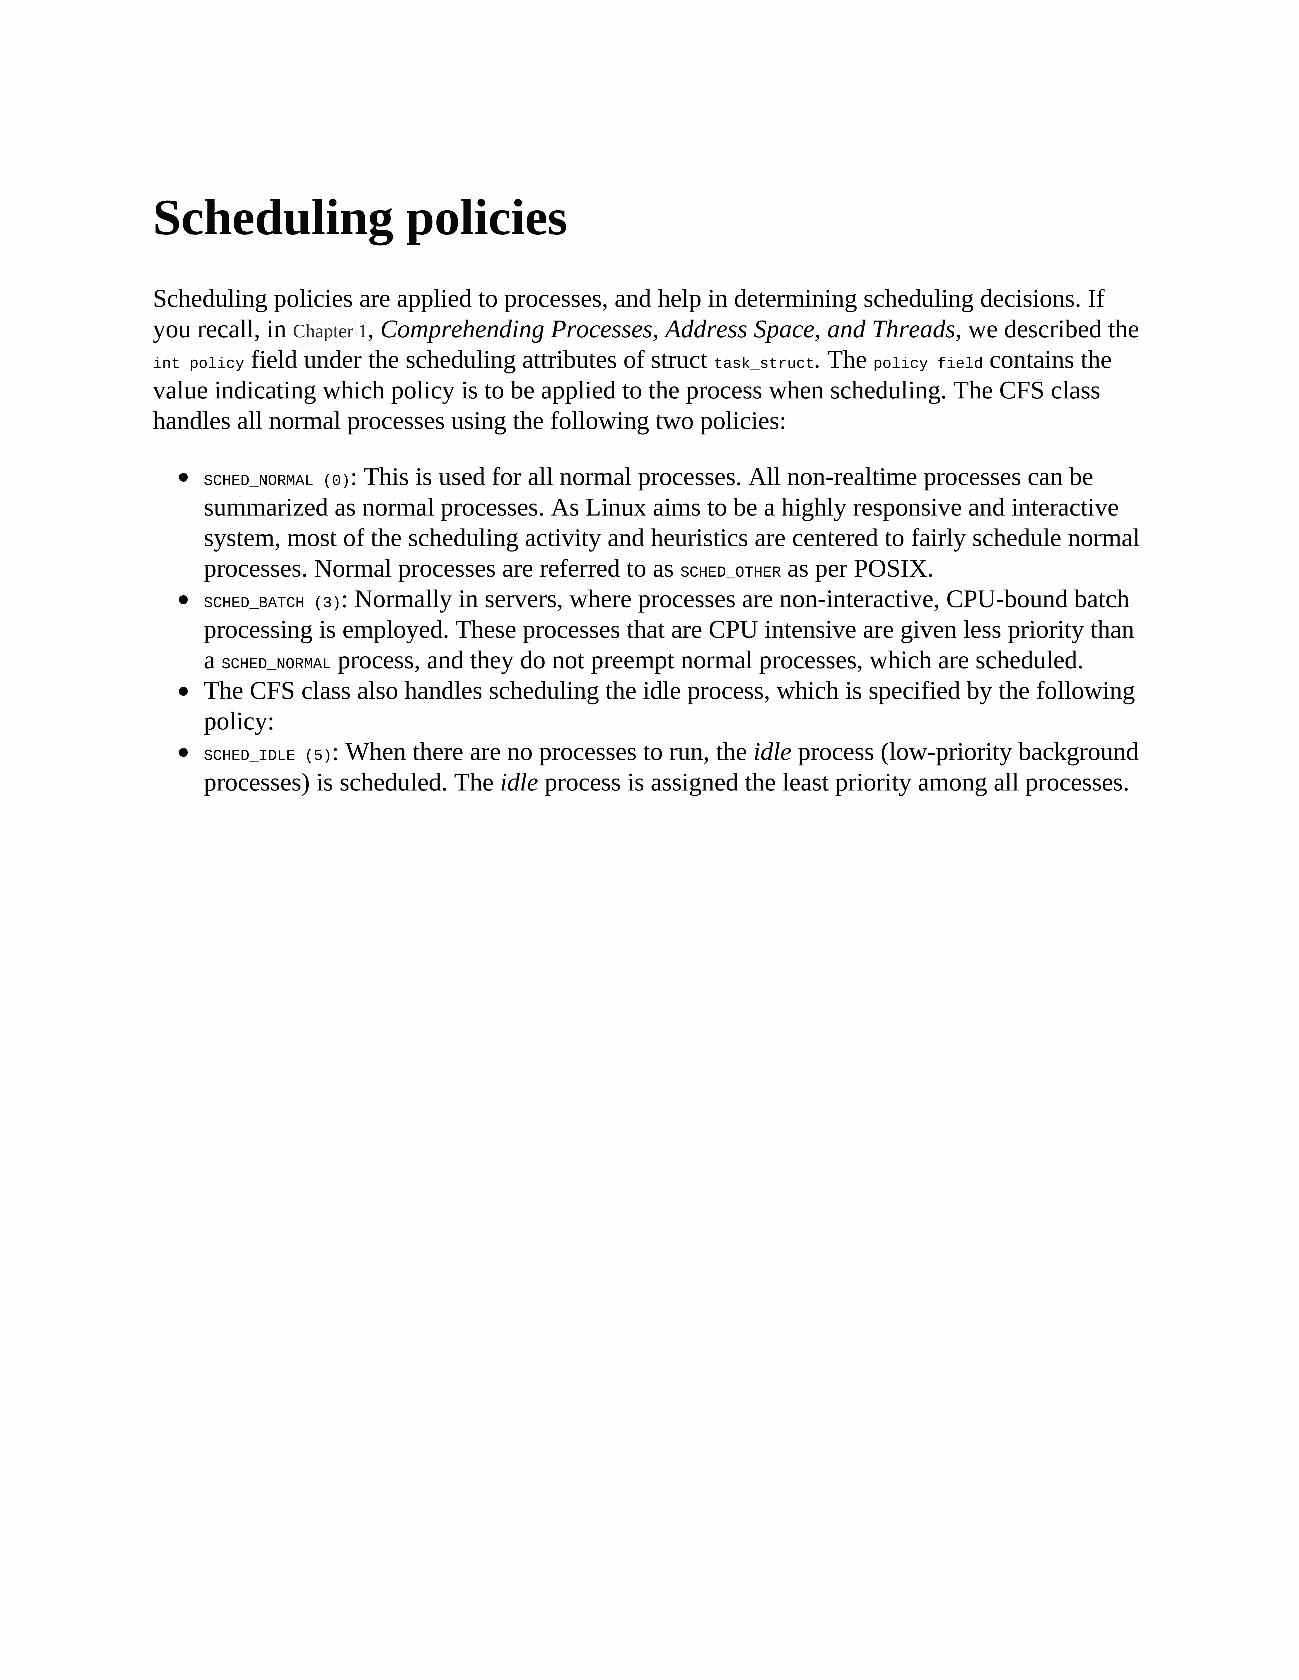 Scheduling policies
Scheduling policies are applied to processes, and help in determining scheduling decisions. If
you recall, in Chapter 1, Comprehending Processes, Address Space, and Threads, we described the
int policy field under the scheduling attributes of struct task_struct. The policy field contains the
value indicating which policy is to be applied to the process when scheduling. The CFS class
handles all normal processes using the following two policies:
• SCHED_NORMAL (0): This is used for all normal processes. All non-realtime processes can be
summarized as normal processes. As Linux aims to be a highly responsive and interactive
system, most of the scheduling activity and heuristics are centered to fairly schedule normal
processes. Normal processes are referred to as SCHED_OTHER as per POSIX.
• SCHED_BATCH (3): Normally in servers, where processes are non-interactive, CPU-bound batch
processing is employed. These processes that are CPU intensive are given less priority than
a SCHED_NORMAL process, and they do not preempt normal processes, which are scheduled.
• The CFS class also handles scheduling the idle process, which is specified by the following
policy:
• SCHED_IDLE (5): When there are no processes to run, the idle process (low-priority background
processes) is scheduled. The idle process is assigned the least priority among all processes.